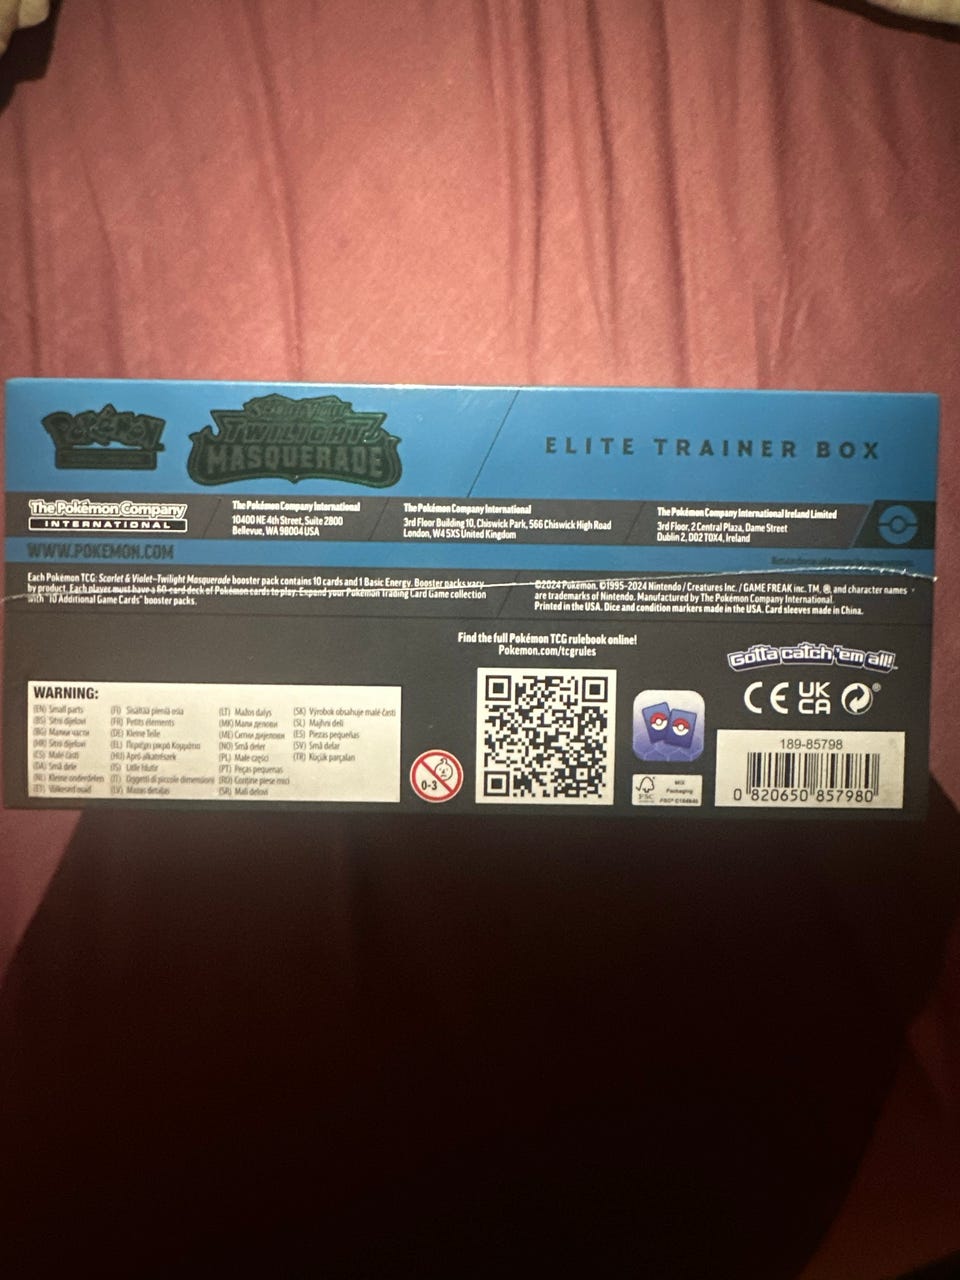 Pokémon
Scarlet & Violet
TWILIGHT
MASQUERADE
ELITE TRAINER BOX
The Pokémon Company
INTERNATIONAL
The Pokémon Company International
10400 NE 4th Street, Suite 2800
Bellevue, WA 98004 USA
The Pokémon Company International
3rd Floor Building 10, Chiswick Park, 566 Chiswick High Road
London, W4 5XS United Kingdom
The Pokémon Company International Ireland Limited
3rd Floor, 2 Central Plaza, Dame Street
Dublin 2, D02 T0X4, Ireland
WWW.POKEMON.COM
Each Pokémon TCG: Scarlet & Violet–Twilight Masquerade booster pack contains 10 cards and 1 Basic Energy. Booster packs vary
by product. Each player must have a 60-card deck of Pokémon cards to play. Expand your Pokémon Trading Card Game collection
with "10 Additional Game Cards" booster packs.
©2024 Pokémon. ©1995–2024 Nintendo / Creatures Inc. / GAME FREAK inc. TM, ®, and character names
are trademarks of Nintendo. Manufactured by The Pokémon Company International.
Printed in the USA. Dice and condition markers made in the USA. Card sleeves made in China.
Find the full Pokémon TCG rulebook online!
Pokemon.com/tcgrules
Gotta catch 'em all!
CE UK
CA
WARNING:
(EN) Small parts
(BS) Sitni dijelovi
(BG) Малки части
(HR) Sitni dijelovi
(CS) Malé části
(DA) Små dele
(NL) Kleine onderdelen
(FI) Sisältää pieniä osia
(FR) Petits éléments
(DE) Kleine Teile
(EL) Περιέχει μικρά Κομμάτια
(HU) Apró alkatrészek
(IS) Litlir hlutir
(IT) Oggetti di piccole dimensioni
(LV) Mazas detaļas
(LT) Mažos dalys
(MK) Мали делови
(ME) Ситни дијелови
(NO) Små deler
(PL) Małe części
(PT) Peças pequenas
(RO) Conține piese mici
(SR) Mali delovi
(SK) Výrobok obsahuje malé časti
(SL) Majhni deli
(ES) Piezas pequeñas
(SV) Små delar
(TR) Küçük parçaları
0-3
FSC
MIX
Packaging
189-85798
0 820650 857980